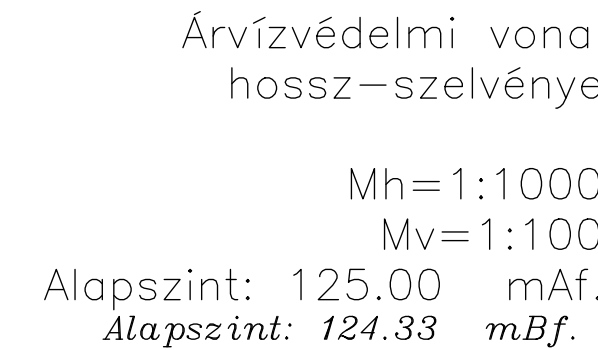 Árvízvédelmi vona
hossz-szelvénye
Mh=1:1000
Mv=1:100
Alapszint: 125.00 mAf.
Alapszint: 124.33 mBf.